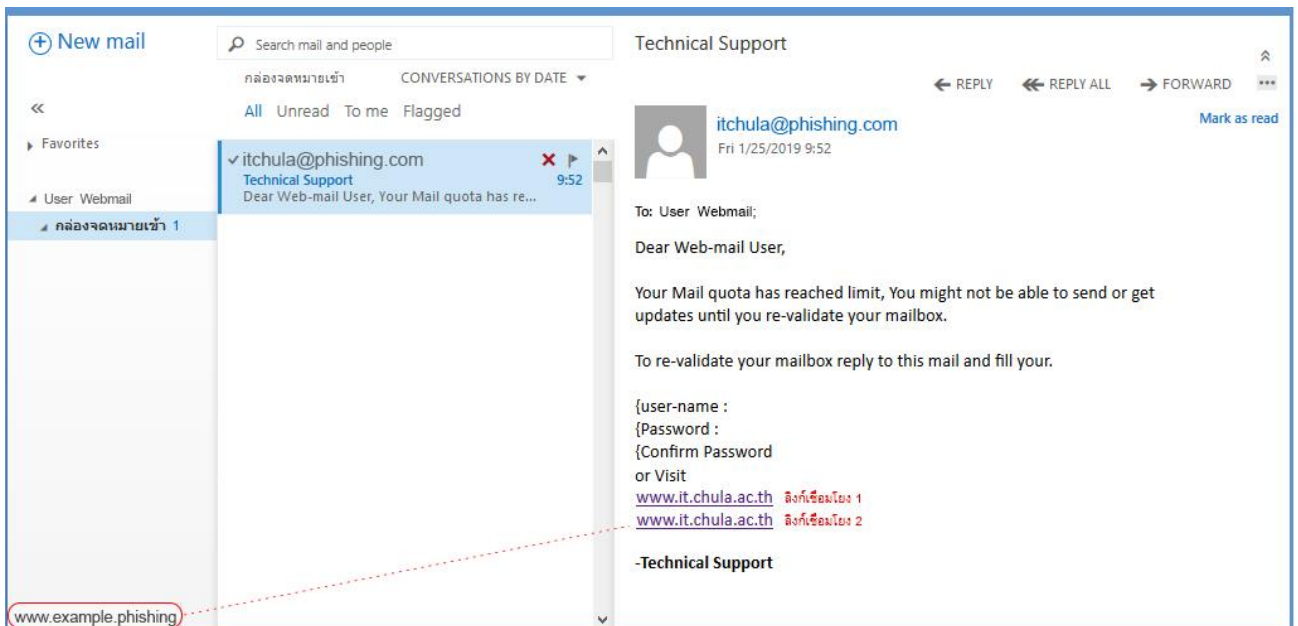 New mail
Search mail and people
กล่องจดหมายเข้า CONVERSATIONS BY DATE
All Unread To me Flagged
«
Favorites
User Webmail
กล่องจดหมายเข้า 1
itchula@phishing.com
Technical Support 9:52
Dear Web-mail User, Your Mail quota has re...
Technical Support
REPLY REPLY ALL FORWARD ...
itchula@phishing.com Mark as read
Fri 1/25/2019 9:52
To: User Webmail;
Dear Web-mail User,
Your Mail quota has reached limit, You might not be able to send or get
updates until you re-validate your mailbox.
To re-validate your mailbox reply to this mail and fill your.
{user-name :
{Password :
{Confirm Password
or Visit
www.it.chula.ac.th ลิงก์เชื่อมโยง 1
www.it.chula.ac.th ลิงก์เชื่อมโยง 2
-Technical Support
www.example.phishing